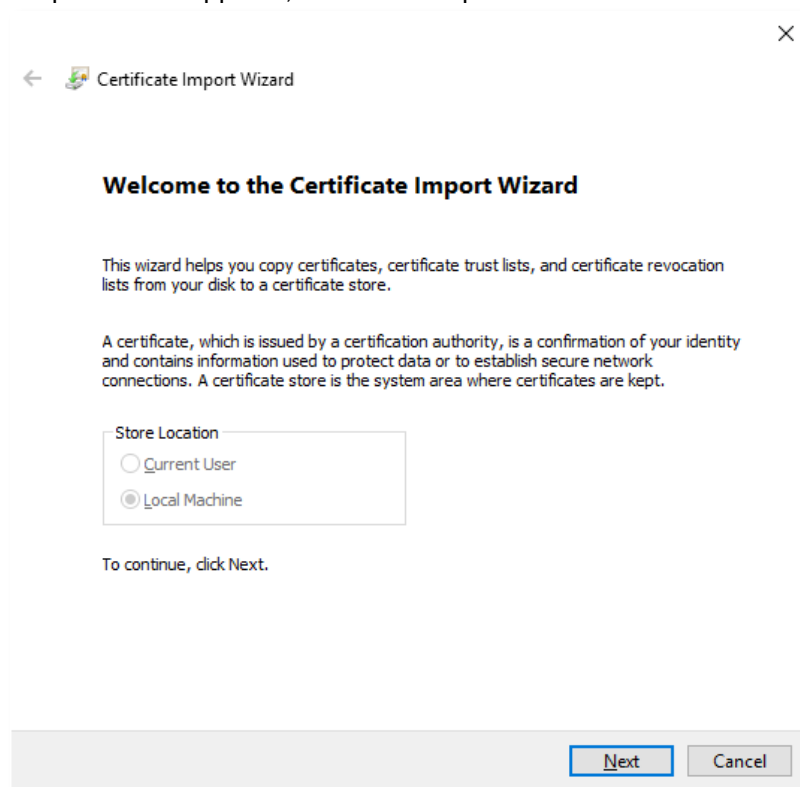 Certificate Import Wizard
Welcome to the Certificate Import Wizard
This wizard helps you copy certificates, certificate trust lists, and certificate revocation
lists from your disk to a certificate store.
A certificate, which is issued by a certification authority, is a confirmation of your identity
and contains information used to protect data or to establish secure network
connections. A certificate store is the system area where certificates are kept.
Store Location
Current User
Local Machine
To continue, click Next.
Next
Cancel